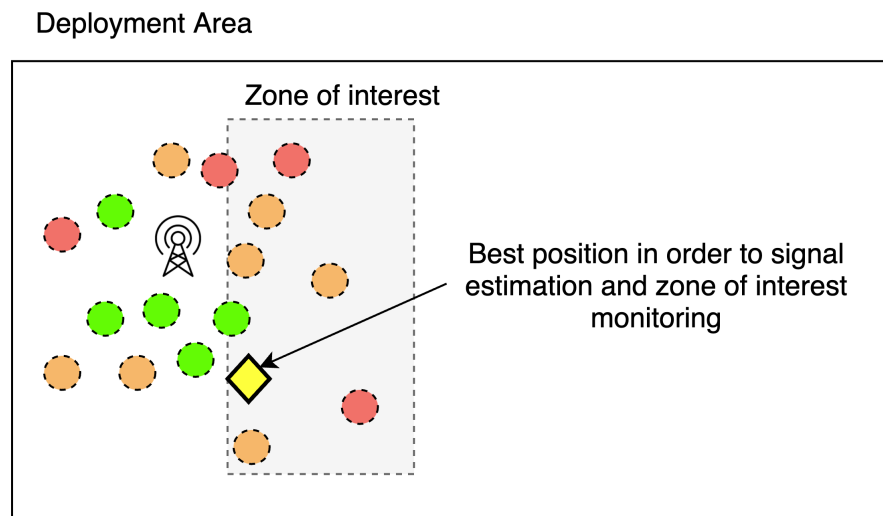 Deployment Area
Zone of interest
Best position in order to signal
estimation and zone of interest
monitoring